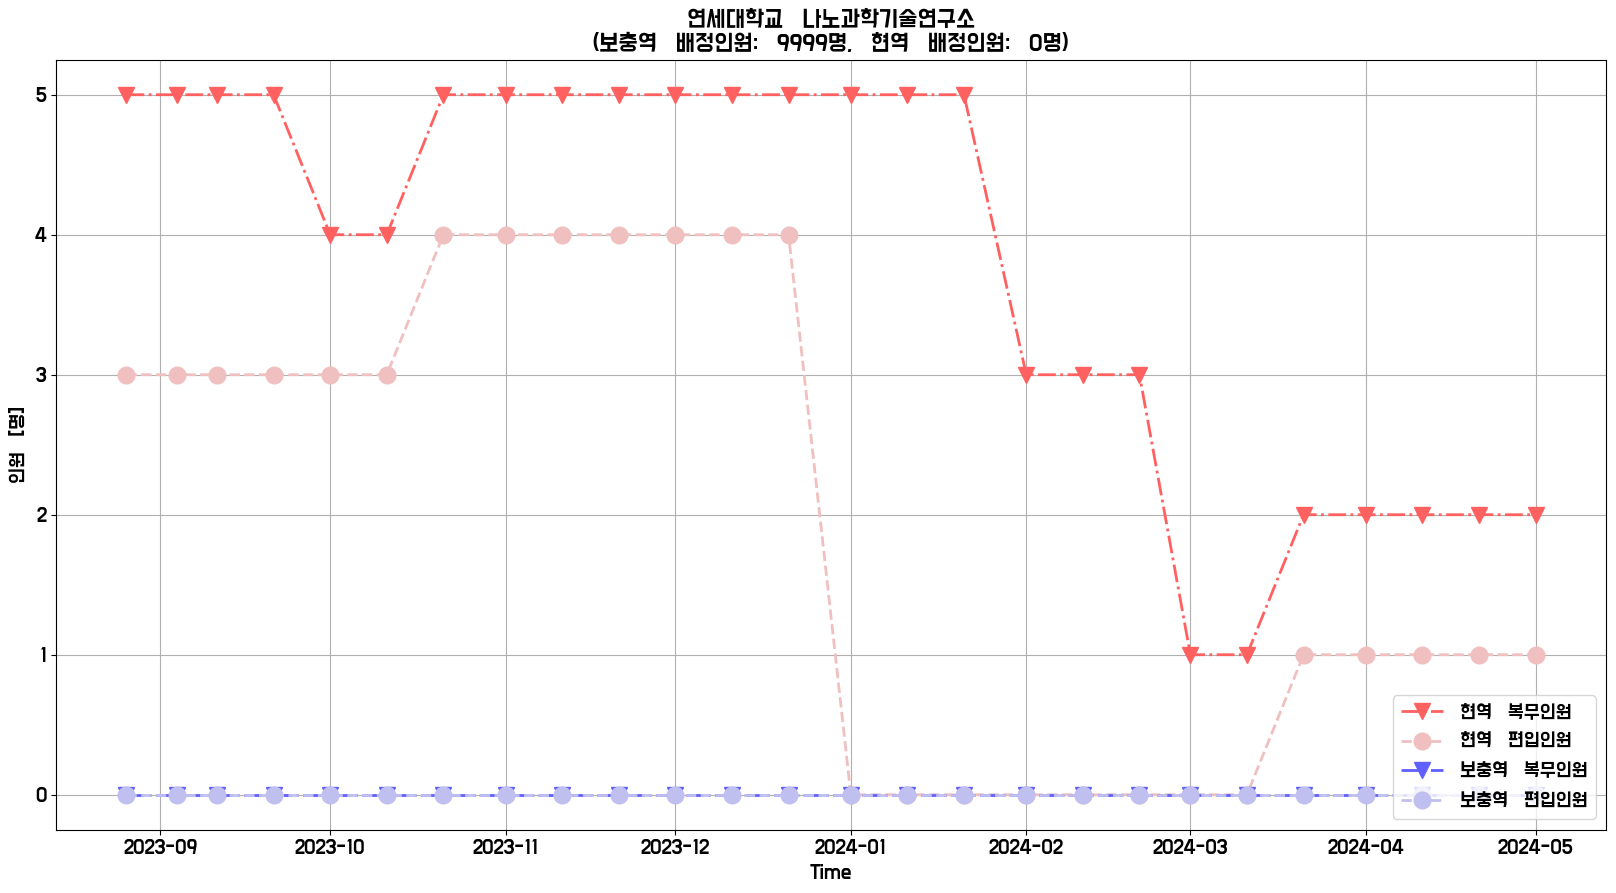 연세대학교 나노과학기술연구소
(보충역 배정인원: 9999명, 현역 배정인원: 0명)
5
4
3
2
1
0
인원 [명]
2023-09 2023-10 2023-11 2023-12 2024-01 2024-02 2024-03 2024-04 2024-05
Time
현역 복무인원
현역 편입인원
보충역 복무인원
보충역 편입인원